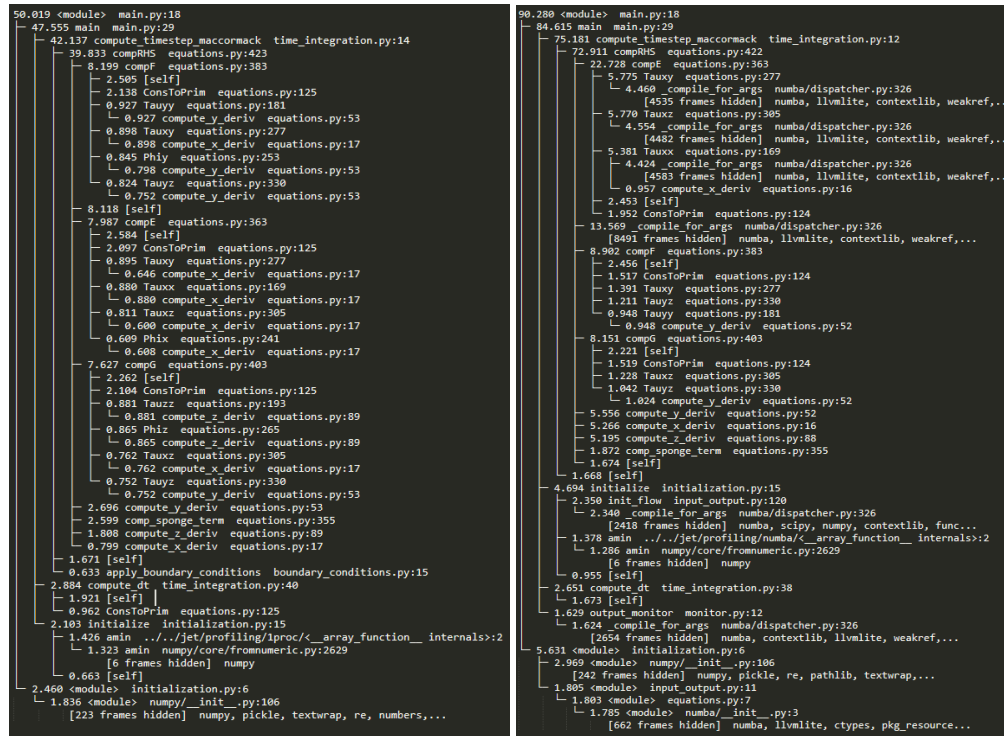 50.019 <module>  main.py:18
└─ 47.555 main  main.py:29
   ├─ 42.137 compute_timestep_maccormack  time_integration.py:14
   │  ├─ 39.833 compRHS  equations.py:423
   │  │  ├─ 8.199 compF  equations.py:383
   │  │  │  ├─ 2.505 [self]
   │  │  │  ├─ 2.138 ConsToPrim  equations.py:125
   │  │  │  ├─ 0.927 Tauyy  equations.py:181
   │  │  │  │  └─ 0.927 compute_y_deriv  equations.py:53
   │  │  │  ├─ 0.898 Tauxy  equations.py:277
   │  │  │  │  └─ 0.898 compute_x_deriv  equations.py:17
   │  │  │  ├─ 0.845 Phiy  equations.py:253
   │  │  │  │  └─ 0.798 compute_y_deriv  equations.py:53
   │  │  │  └─ 0.824 Tauyz  equations.py:330
   │  │  │     └─ 0.752 compute_y_deriv  equations.py:53
   │  │  ├─ 8.118 [self]
   │  │  ├─ 7.987 compE  equations.py:363
   │  │  │  ├─ 2.584 [self]
   │  │  │  ├─ 2.097 ConsToPrim  equations.py:125
   │  │  │  ├─ 0.895 Tauxy  equations.py:277
   │  │  │  │  └─ 0.646 compute_x_deriv  equations.py:17
   │  │  │  ├─ 0.880 Tauxx  equations.py:169
   │  │  │  │  └─ 0.880 compute_x_deriv  equations.py:17
   │  │  │  ├─ 0.811 Tauxz  equations.py:305
   │  │  │  │  └─ 0.600 compute_x_deriv  equations.py:17
   │  │  │  └─ 0.609 Phix  equations.py:241
   │  │  │     └─ 0.608 compute_x_deriv  equations.py:17
   │  │  ├─ 7.627 compG  equations.py:403
   │  │  │  ├─ 2.262 [self]
   │  │  │  ├─ 2.104 ConsToPrim  equations.py:125
   │  │  │  ├─ 0.881 Tauzz  equations.py:193
   │  │  │  │  └─ 0.881 compute_z_deriv  equations.py:89
   │  │  │  ├─ 0.865 Phiz  equations.py:265
   │  │  │  │  └─ 0.865 compute_z_deriv  equations.py:89
   │  │  │  ├─ 0.762 Tauxz  equations.py:305
   │  │  │  │  └─ 0.762 compute_x_deriv  equations.py:17
   │  │  │  └─ 0.752 Tauyz  equations.py:330
   │  │  │     └─ 0.752 compute_y_deriv  equations.py:53
   │  │  ├─ 2.696 compute_y_deriv  equations.py:53
   │  │  ├─ 2.599 comp_sponge_term  equations.py:355
   │  │  ├─ 1.808 compute_z_deriv  equations.py:89
   │  │  └─ 0.799 compute_x_deriv  equations.py:17
   │  ├─ 1.671 [self]
   │  └─ 0.633 apply_boundary_conditions  boundary_conditions.py:15
   ├─ 2.884 compute_dt  time_integration.py:40
   │  ├─ 1.921 [self]
   │  └─ 0.962 ConsToPrim  equations.py:125
   └─ 2.103 initialize  initialization.py:15
      ├─ 1.426 amin  ../../jet/profiling/1proc/<__array_function__ internals>:2
      │  └─ 1.323 amin  numpy/core/fromnumeric.py:2629
      │        [6 frames hidden]  numpy
      └─ 0.663 [self]
└─ 2.460 <module>  initialization.py:6
   └─ 1.836 <module>  numpy/__init__.py:106
         [223 frames hidden]  numpy, pickle, textwrap, re, numbers,...
90.280 <module>  main.py:18
├─ 84.615 main  main.py:29
│  ├─ 75.181 compute_timestep_maccormack  time_integration.py:12
│  │  ├─ 72.911 compRHS  equations.py:422
│  │  │  ├─ 22.728 compE  equations.py:363
│  │  │  │  ├─ 5.775 Tauxy  equations.py:277
│  │  │  │  │  └─ 4.460 _compile_for_args  numba/dispatcher.py:326
│  │  │  │  │        [4535 frames hidden]  numba, llvmlite, contextlib, weakref,..
│  │  │  │  ├─ 5.770 Tauxz  equations.py:305
│  │  │  │  │  └─ 4.554 _compile_for_args  numba/dispatcher.py:326
│  │  │  │  │        [4482 frames hidden]  numba, llvmlite, contextlib, weakref,..
│  │  │  │  ├─ 5.381 Tauxx  equations.py:169
│  │  │  │  │  ├─ 4.424 _compile_for_args  numba/dispatcher.py:326
│  │  │  │  │  │     [4583 frames hidden]  numba, llvmlite, contextlib, weakref,..
│  │  │  │  │  └─ 0.957 compute_x_deriv  equations.py:16
│  │  │  │  ├─ 2.453 [self]
│  │  │  │  └─ 1.952 ConsToPrim  equations.py:124
│  │  │  ├─ 13.569 _compile_for_args  numba/dispatcher.py:326
│  │  │  │     [8491 frames hidden]  numba, llvmlite, contextlib, weakref,...
│  │  │  ├─ 8.902 compF  equations.py:383
│  │  │  │  ├─ 2.456 [self]
│  │  │  │  ├─ 1.517 ConsToPrim  equations.py:124
│  │  │  │  ├─ 1.391 Tauxy  equations.py:277
│  │  │  │  ├─ 1.211 Tauyz  equations.py:330
│  │  │  │  └─ 0.948 Tauyy  equations.py:181
│  │  │  │     └─ 0.948 compute_y_deriv  equations.py:52
│  │  │  ├─ 8.151 compG  equations.py:403
│  │  │  │  ├─ 2.221 [self]
│  │  │  │  ├─ 1.519 ConsToPrim  equations.py:124
│  │  │  │  ├─ 1.228 Tauxz  equations.py:305
│  │  │  │  └─ 1.042 Tauyz  equations.py:330
│  │  │  │     └─ 1.024 compute_y_deriv  equations.py:52
│  │  │  ├─ 5.556 compute_y_deriv  equations.py:52
│  │  │  ├─ 5.266 compute_x_deriv  equations.py:16
│  │  │  ├─ 5.195 compute_z_deriv  equations.py:88
│  │  │  ├─ 1.872 comp_sponge_term  equations.py:355
│  │  │  └─ 1.674 [self]
│  │  └─ 1.668 [self]
│  ├─ 4.694 initialize  initialization.py:15
│  │  ├─ 2.350 init_flow  input_output.py:120
│  │  │  └─ 2.340 _compile_for_args  numba/dispatcher.py:326
│  │  │        [2418 frames hidden]  numba, scipy, numpy, contextlib, func...
│  │  ├─ 1.378 amin  ../../jet/profiling/numba/<__array_function__ internals>:2
│  │  │  └─ 1.286 amin  numpy/core/fromnumeric.py:2629
│  │  │        [6 frames hidden]  numpy
│  │  └─ 0.955 [self]
│  ├─ 2.651 compute_dt  time_integration.py:38
│  │  └─ 1.673 [self]
│  └─ 1.629 output_monitor  monitor.py:12
│     └─ 1.624 _compile_for_args  numba/dispatcher.py:326
│           [2654 frames hidden]  numba, contextlib, llvmlite, weakref,...
└─ 5.631 <module>  initialization.py:6
   ├─ 2.969 <module>  numpy/__init__.py:106
   │     [242 frames hidden]  numpy, pickle, re, pathlib, textwrap,...
   └─ 1.805 <module>  input_output.py:11
      └─ 1.803 <module>  equations.py:7
         └─ 1.785 <module>  numba/__init__.py:3
               [662 frames hidden]  numba, llvmlite, ctypes, pkg_resource...